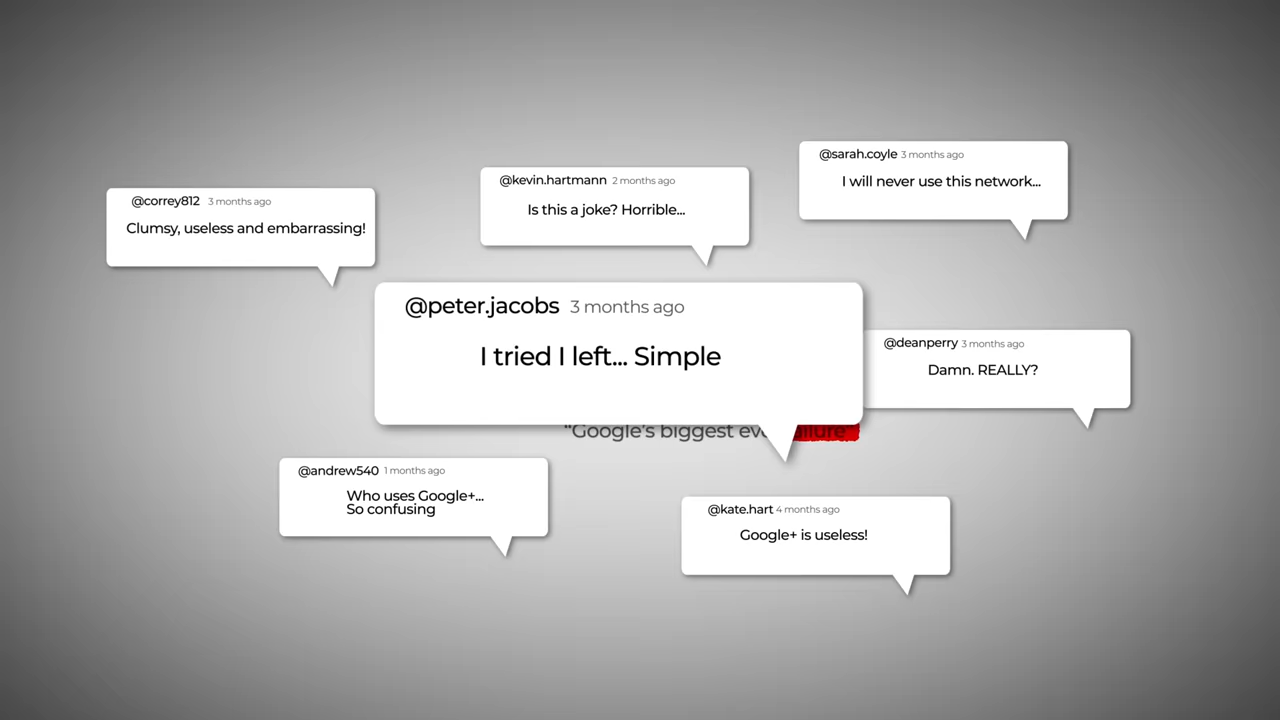 @sarah.coyle 3 months ago
I will never use this network...
@kevin.hartmann 2 months ago
Is this a joke? Horrible...
@correy812 3 months ago
Clumsy, useless and embarrassing!
@peter.jacobs 3 months ago
I tried I left... Simple
@deanperry 3 months ago
Damn. REALLY?
“Google's biggest
@andrew540 1 months ago
Who uses Google+...
So confusing
@kate.hart 4 months ago
Google+ is useless!